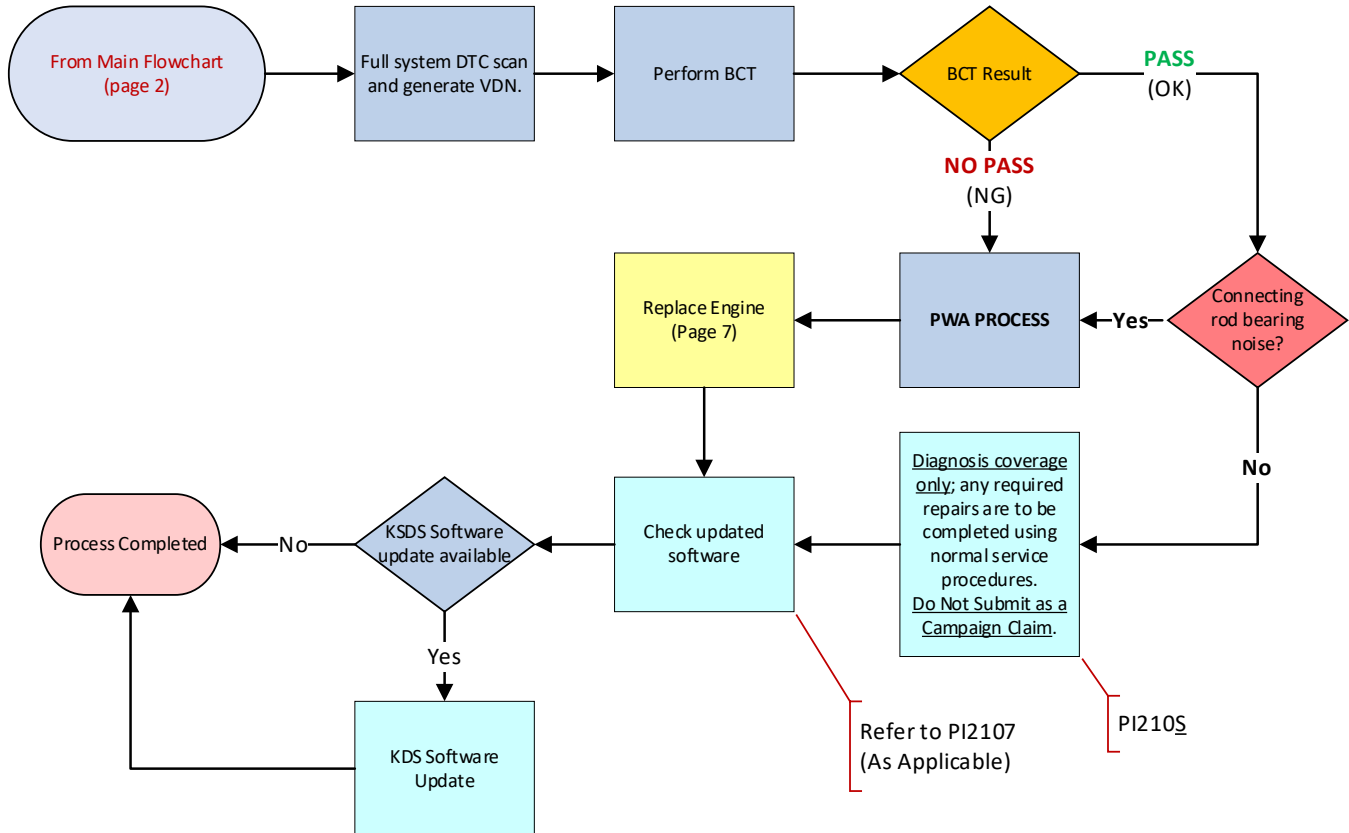 From Main Flowchart
(page 2)
Full system DTC scan
and generate VDN.
Perform BCT
BCT Result
PASS
(OK)
NO PASS
(NG)
Replace Engine
(Page 7)
PWA PROCESS
Yes
Connecting
rod bearing
noise?
No
Diagnosis coverage
only; any required
repairs are to be
completed using
normal service
procedures.
Do Not Submit as a
Campaign Claim.
Check updated
software
KSDS Software
update available
No
Process Completed
Yes
KDS Software
Update
Refer to PI2107
(As Applicable)
PI210S